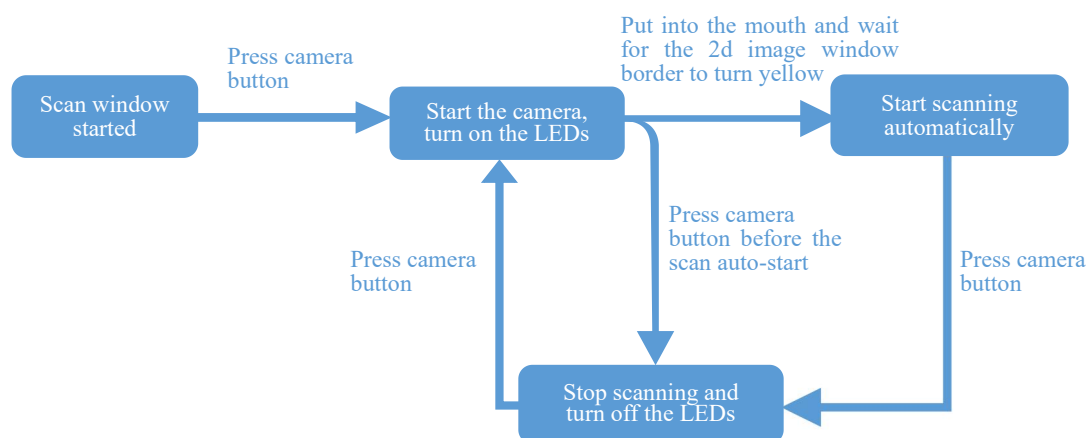 Put into the mouth and wait
for the 2d image window
border to turn yellow
Press camera
button
Scan window
started
Start the camera,
turn on the LEDs
Start scanning
automatically
Press camera
button before the
scan auto-start
Press camera
button
Press camera
button
Stop scanning and
turn off the LEDs